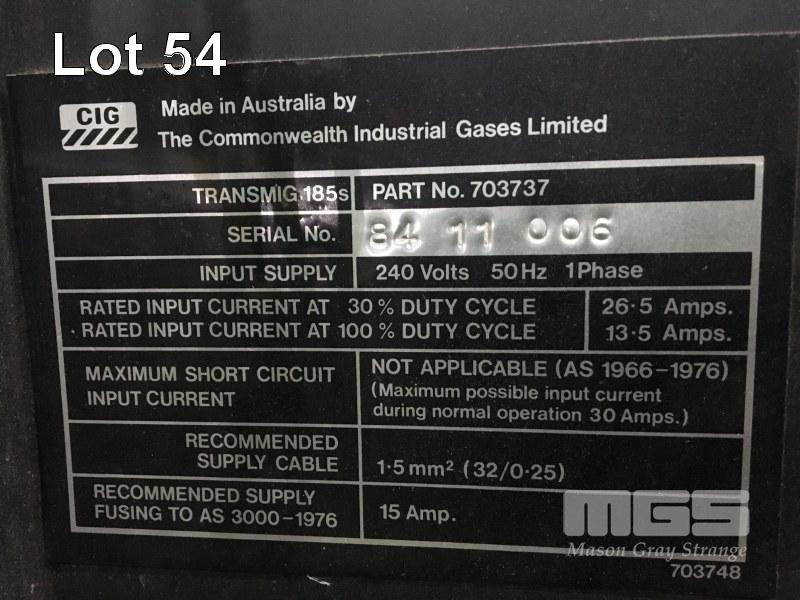 Lot 54
CIG
Made in Australia by
The Commonwealth Industrial Gases Limited
TRANSMIG 185s PART No. 703737
SERIAL No. 84 11 006
INPUT SUPPLY 240 Volts 50Hz 1Phase
RATED INPUT CURRENT AT 30% DUTY CYCLE 26·5 Amps.
RATED INPUT CURRENT AT 100% DUTY CYCLE 13·5 Amps.
MAXIMUM SHORT CIRCUIT
INPUT CURRENT
NOT APPLICABLE (AS 1966–1976)
(Maximum possible input current
during normal operation 30 Amps.)
RECOMMENDED
SUPPLY CABLE
1·5mm² (32/0·25)
RECOMMENDED SUPPLY
FUSING TO AS 3000–1976
15 Amp.
MGS
Mason Gray Strange
703748